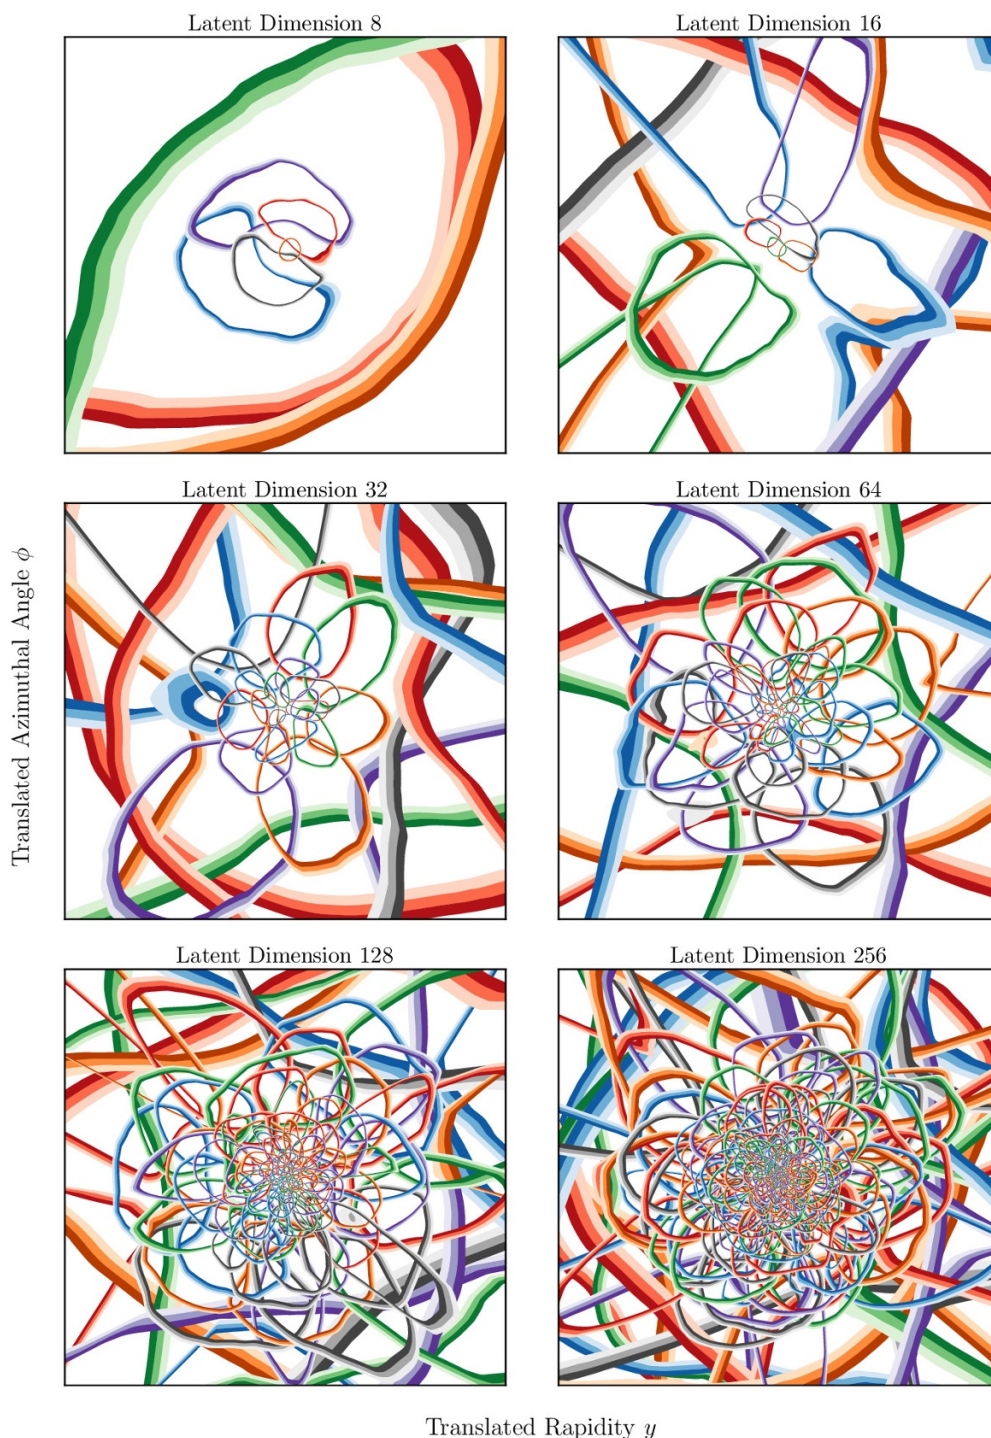 Latent Dimension 8
Latent Dimension 16
Latent Dimension 32
Latent Dimension 64
Latent Dimension 128
Latent Dimension 256
Translated Azimuthal Angle ϕ
Translated Rapidity y